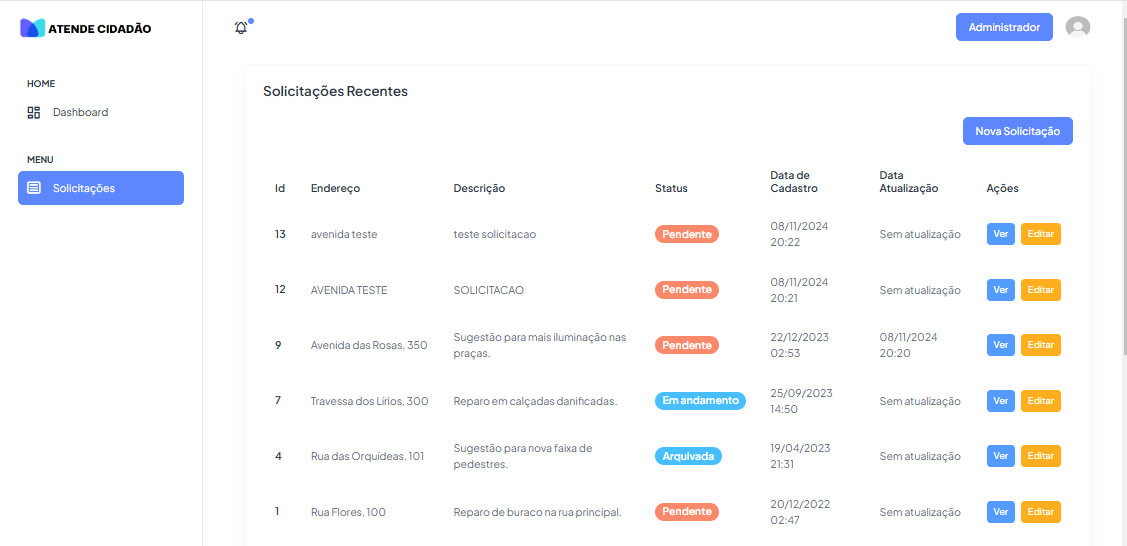 ATENDE CIDADÃO
Administrador
HOME
Dashboard
MENU
Solicitações
Solicitações Recentes
Nova Solicitação
Id Endereço Descrição Status Data de Cadastro Data Atualização Ações
13 avenida teste teste solicitacao Pendente 08/11/2024 20:22 Sem atualização Ver Editar
12 AVENIDA TESTE SOLICITACAO Pendente 08/11/2024 20:21 Sem atualização Ver Editar
9 Avenida das Rosas, 350 Sugestão para mais iluminação nas praças. Pendente 22/12/2023 02:53 08/11/2024 20:20 Ver Editar
7 Travessa dos Lírios, 300 Reparo em calçadas danificadas. Em andamento 25/09/2023 14:50 Sem atualização Ver Editar
4 Rua das Orquídeas, 101 Sugestão para nova faixa de pedestres. Arquivada 19/04/2023 21:31 Sem atualização Ver Editar
1 Rua Flores, 100 Reparo de buraco na rua principal. Pendente 20/12/2022 02:47 Sem atualização Ver Editar